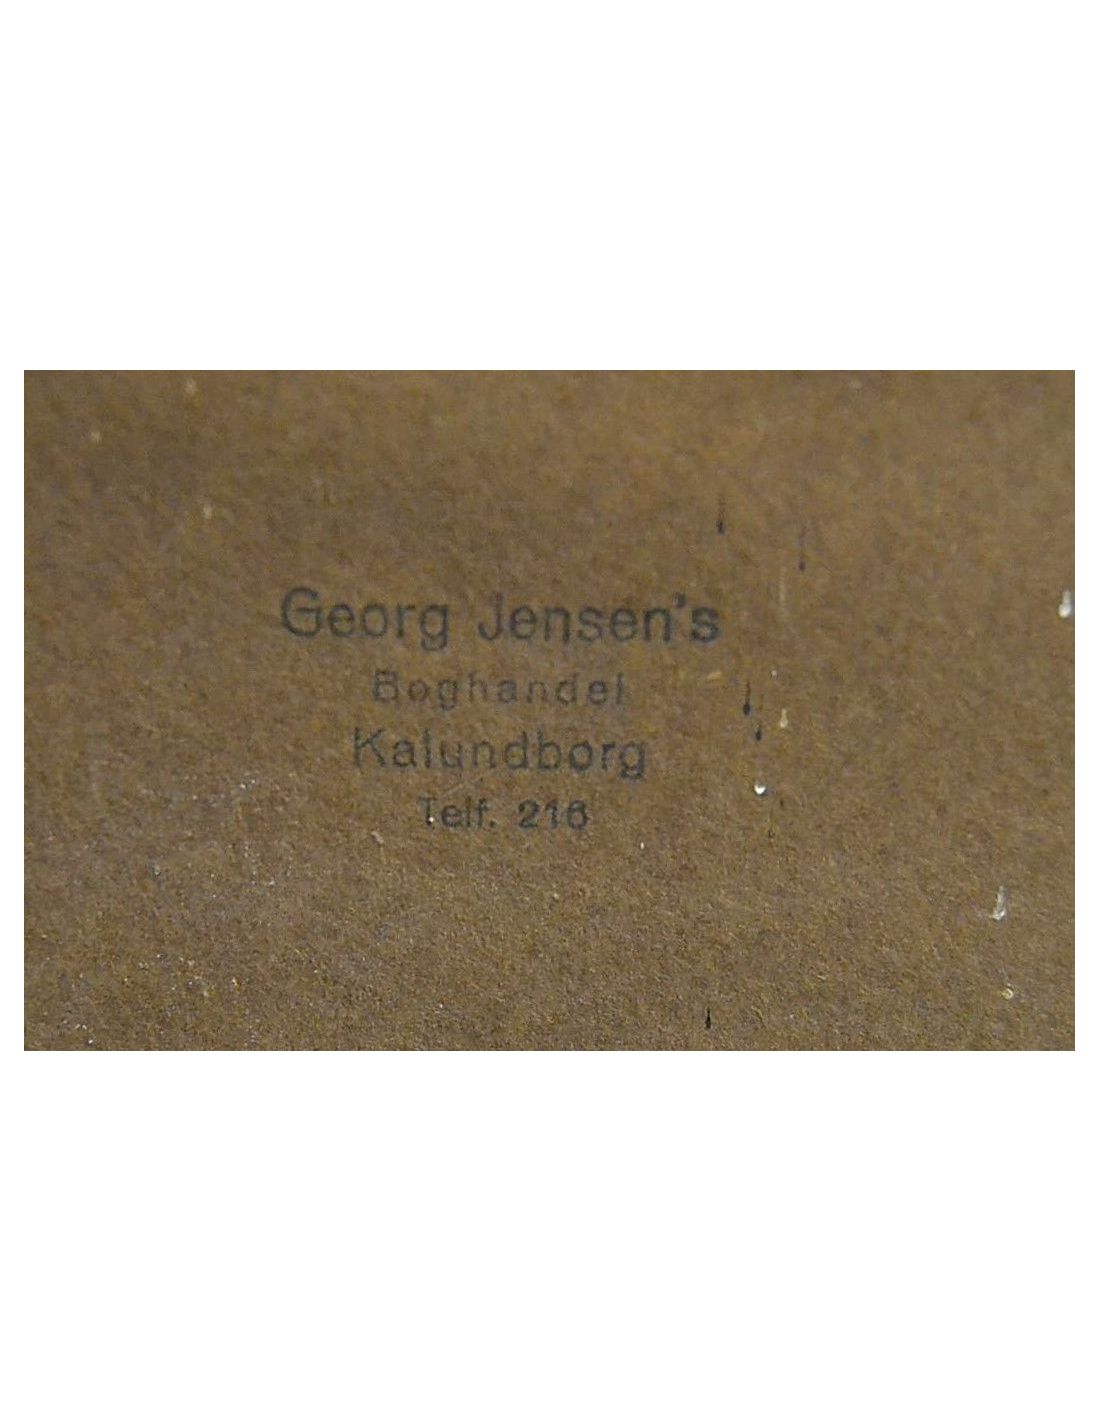 Georg Jensen's
Boghandel
Kalundborg
Telf. 216